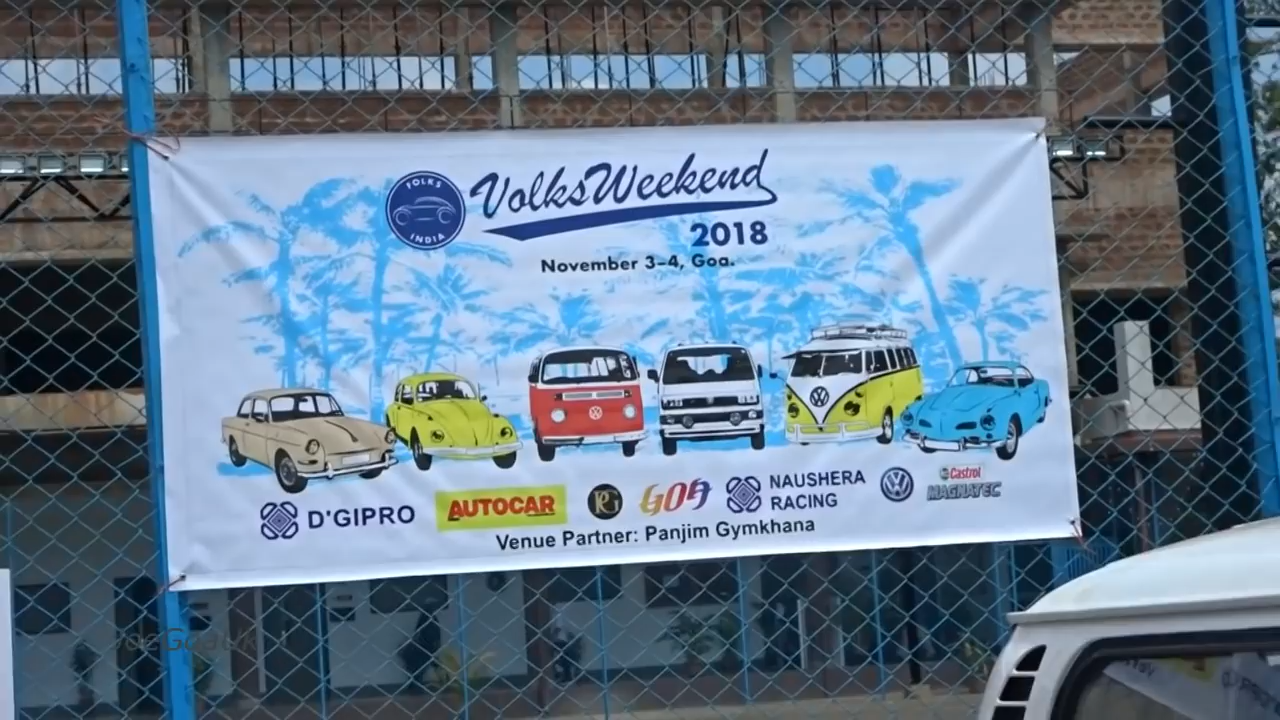 FOLKS
INDIA
VolksWeekend
2018
November 3-4, Goa.
D'GIPRO
AUTOCAR
PG
GOA
NAUSHERA
RACING
Castrol
MAGNATEC
Venue Partner: Panjim Gymkhana